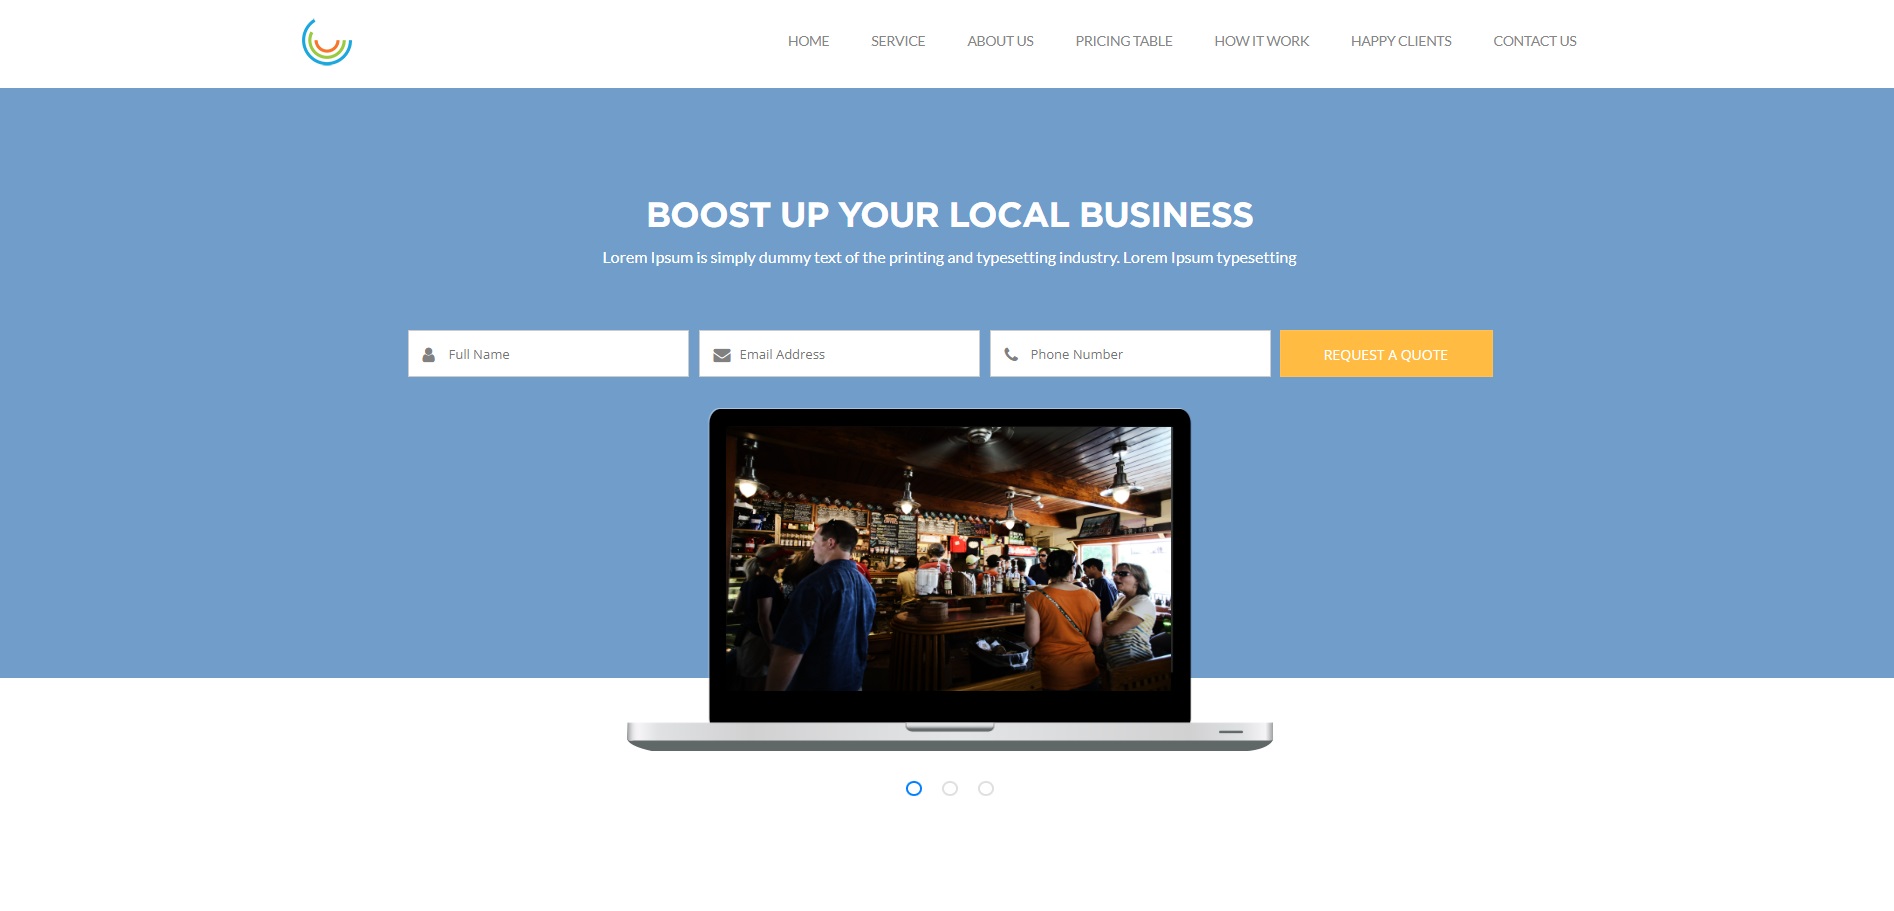 HOME SERVICE ABOUT US PRICING TABLE HOW IT WORK HAPPY CLIENTS CONTACT US
BOOST UP YOUR LOCAL BUSINESS
Lorem Ipsum is simply dummy text of the printing and typesetting industry. Lorem Ipsum typesetting
Full Name Email Address Phone Number REQUEST A QUOTE